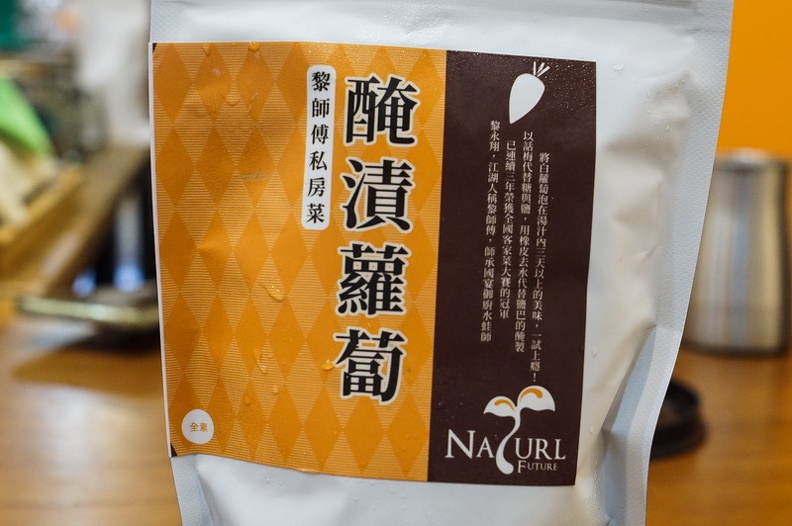 醃漬蘿蔔
黎師傅私房菜
黎永翔，江湖人稱黎師傅，師承國宴御廚水蛙師
已連續三年榮獲全國客家菜大賽的冠軍
以話梅代替糖與鹽，用橡皮去水代替鹽巴的醃製
將白蘿蔔泡在湯汁內三天以上的美味，一試上癮！
全素
NATURL
FUTURE